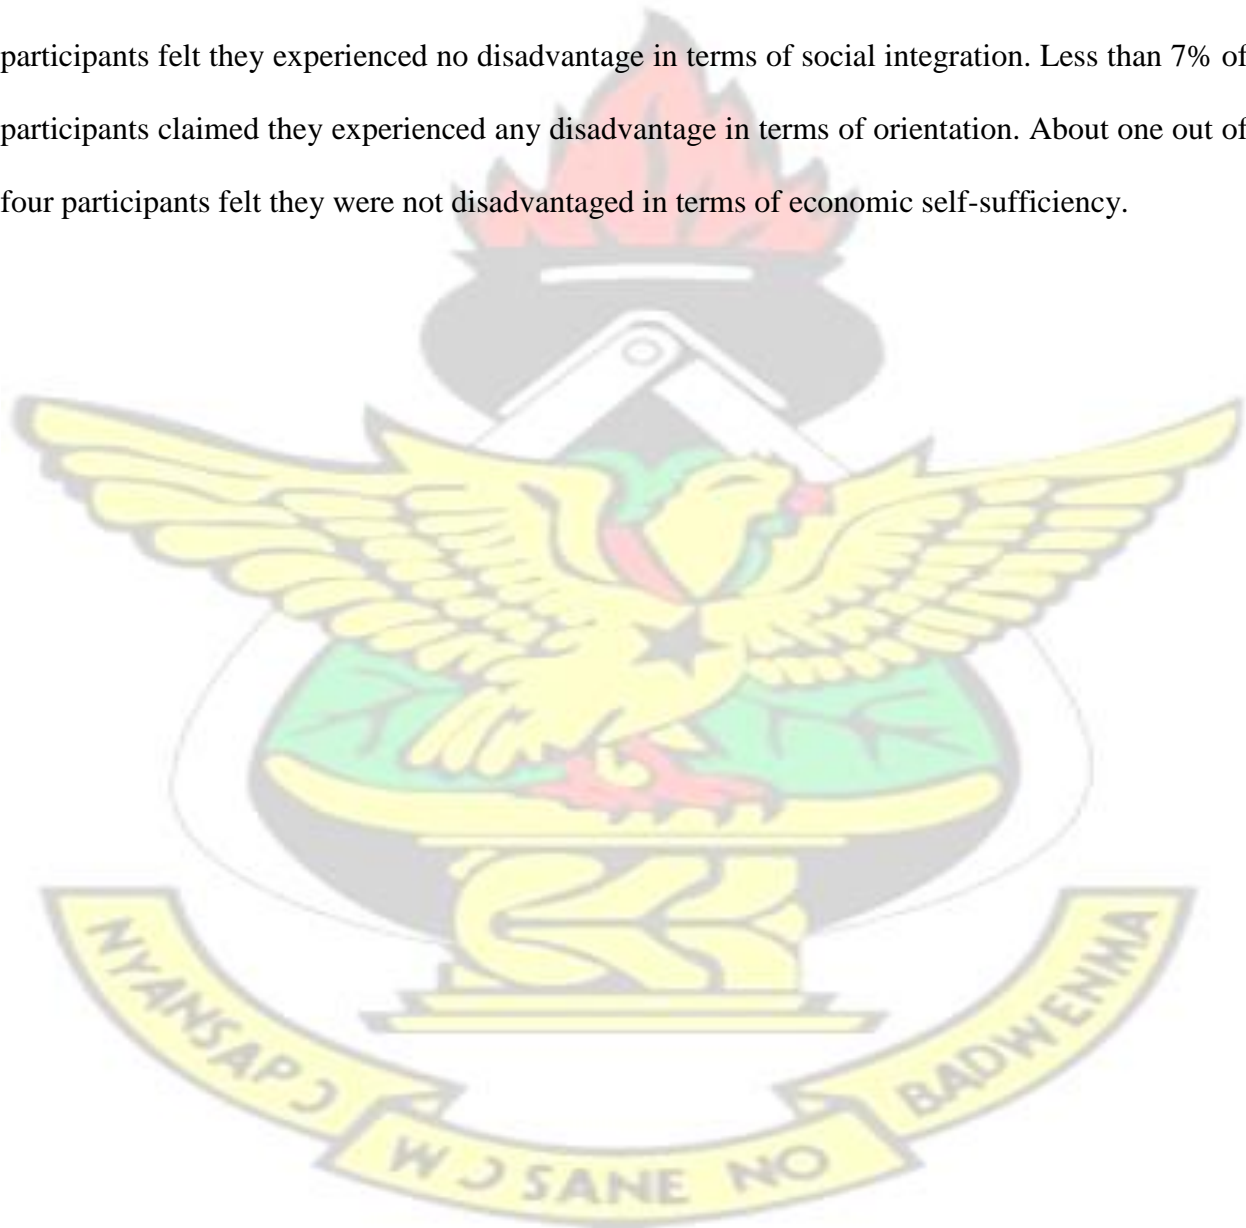 participants felt they experienced no disadvantage in terms of social integration. Less than 7% of
participants claimed they experienced any disadvantage in terms of orientation. About one out of
four participants felt they were not disadvantaged in terms of economic self-sufficiency.
NYANSAPƆ
WƆ SANE NO
BADWENMA